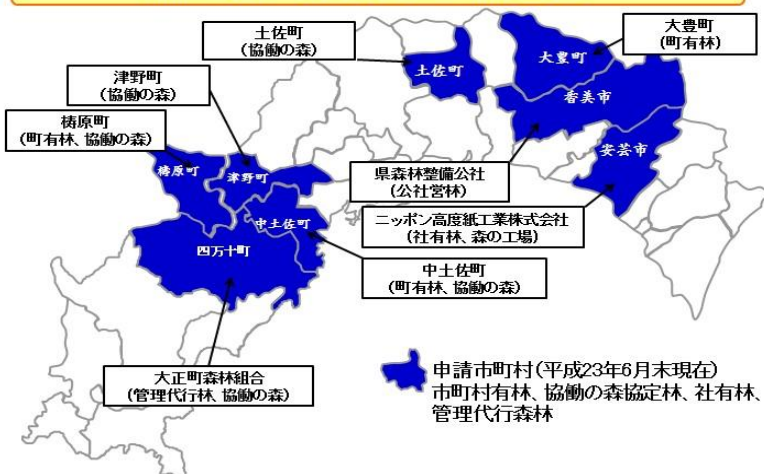 土佐町
(協働の森)
大豊町
(町有林)
津野町
(協働の森)
梼原町
(町有林、協働の森)
土佐町
大豊町
香美市
安芸市
梼原町
津野町
中土佐町
四万十町
県森林整備公社
(公社営林)
ニッポン高度紙工業株式会社
(社有林、森の工場)
中土佐町
(町有林、協働の森)
大正町森林組合
(管理代行林、協働の森)
申請市町村(平成23年6月末現在)
市町村有林、協働の森協定林、社有林、
管理代行森林